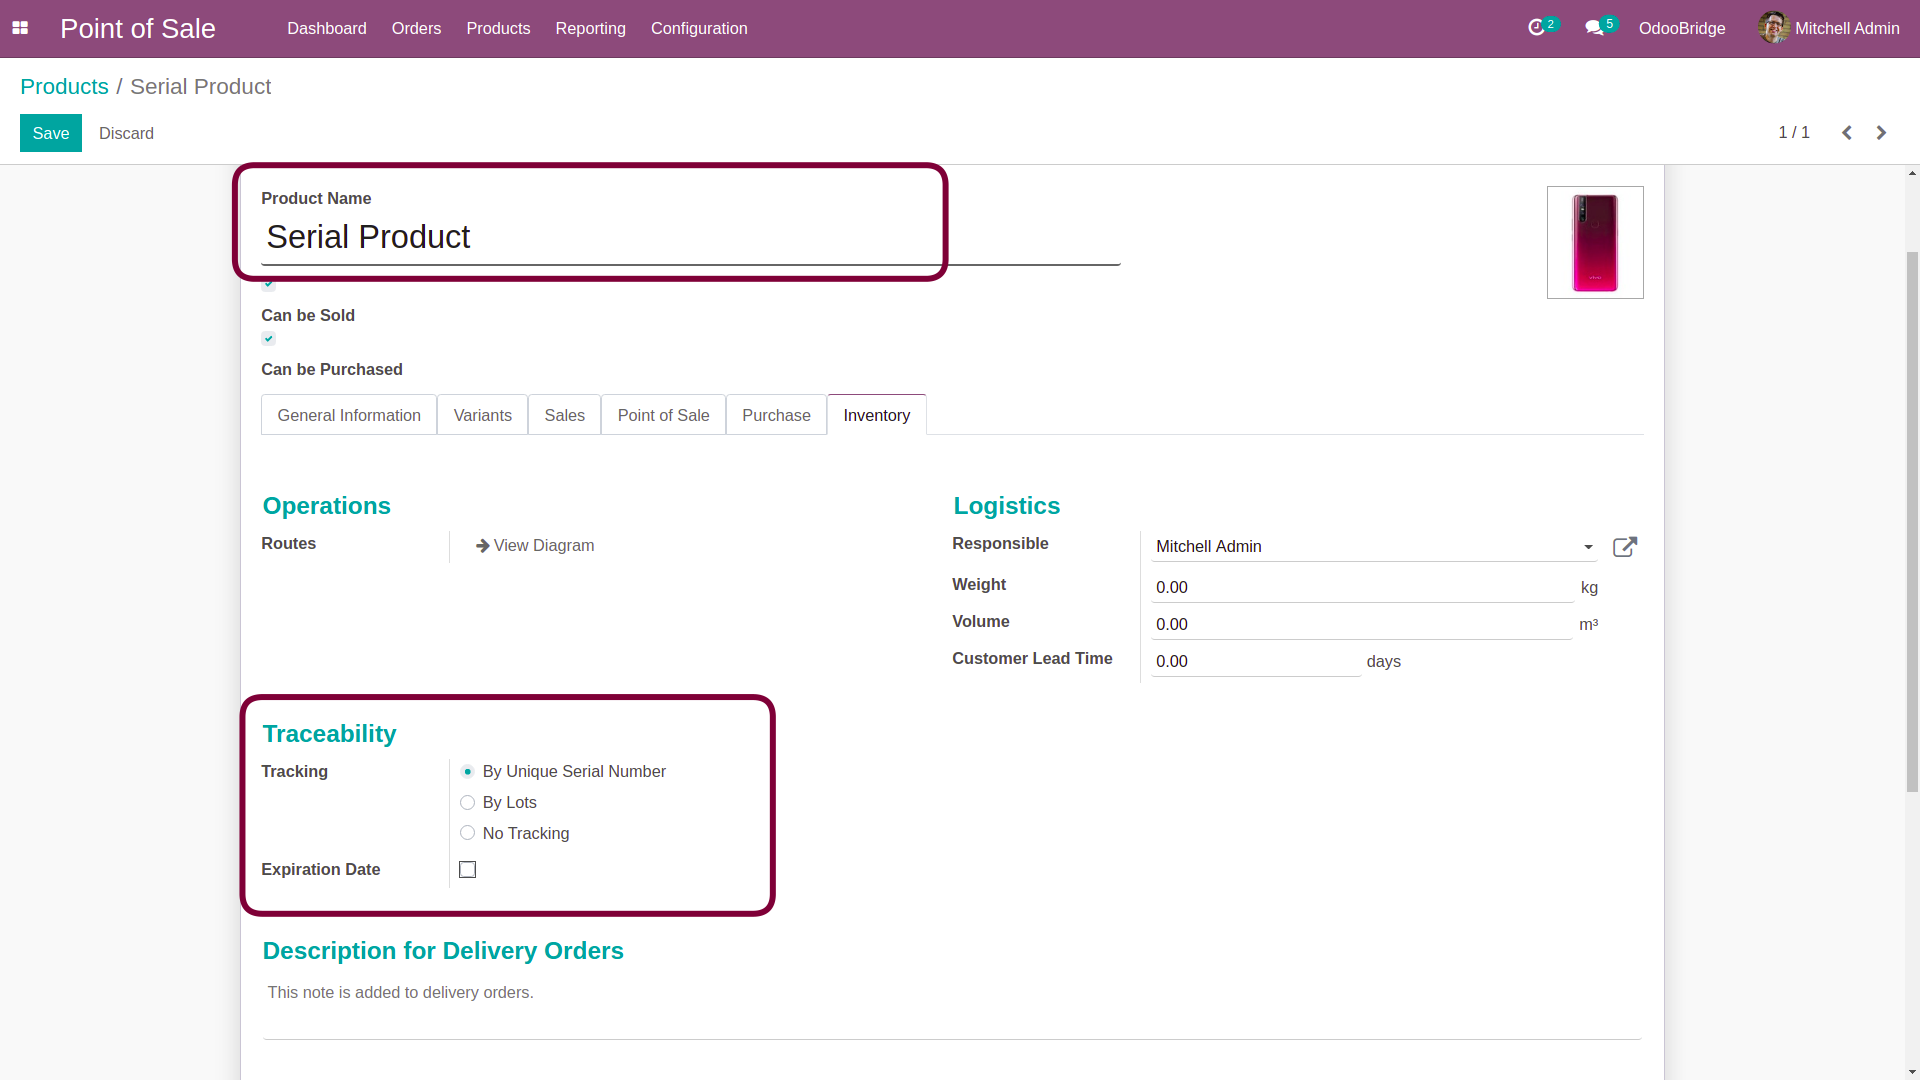 Point of Sale Dashboard Orders Products Reporting Configuration 2 5 OdooBridge Mitchell Admin
Products / Serial Product
Save Discard 1 / 1
Product Name
Serial Product
Can be Sold
Can be Purchased
General Information Variants Sales Point of Sale Purchase Inventory
Operations Logistics
Routes View Diagram Responsible Mitchell Admin
Weight 0.00 kg
Volume 0.00 m³
Customer Lead Time 0.00 days
Traceability
Tracking By Unique Serial Number
By Lots
No Tracking
Expiration Date
Description for Delivery Orders
This note is added to delivery orders.